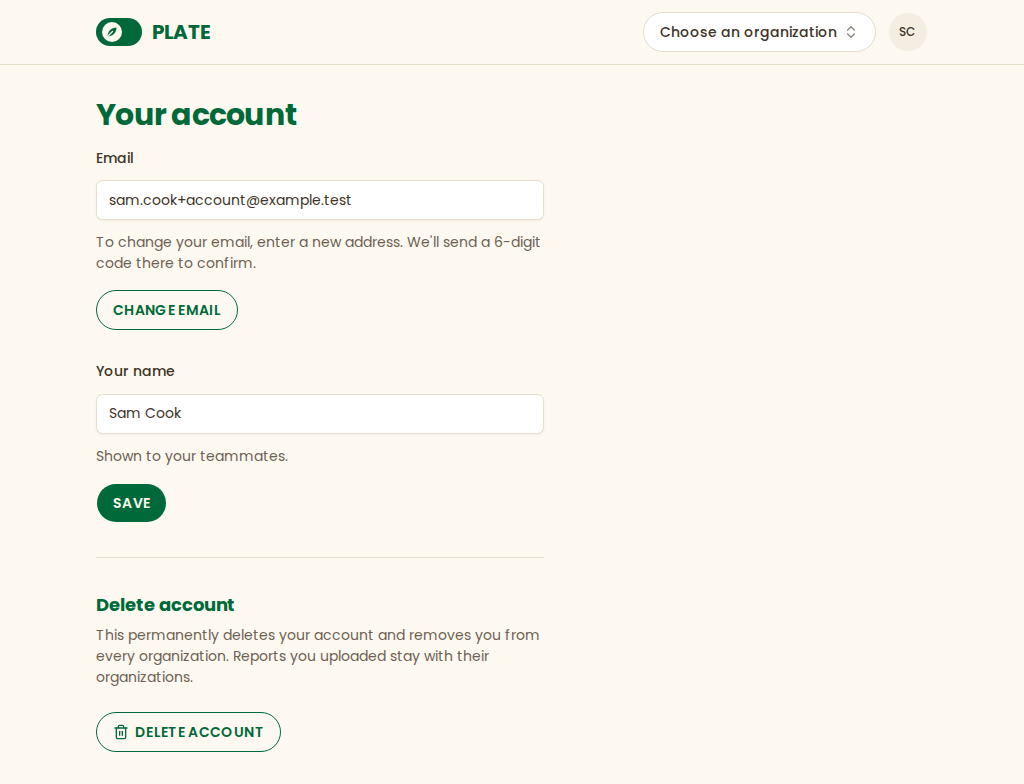 PLATE
Choose an organization
SC
Your account
Email
sam.cook+account@example.test
To change your email, enter a new address. We'll send a 6-digit
code there to confirm.
CHANGE EMAIL
Your name
Sam Cook
Shown to your teammates.
SAVE
Delete account
This permanently deletes your account and removes you from
every organization. Reports you uploaded stay with their
organizations.
DELETE ACCOUNT